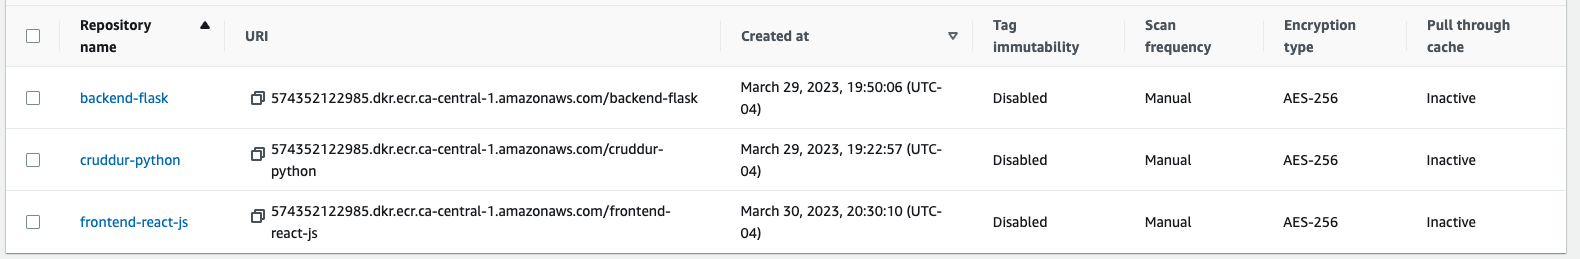 Repository name URI Created at Tag immutability Scan frequency Encryption type Pull through cache
backend-flask 574352122985.dkr.ecr.ca-central-1.amazonaws.com/backend-flask March 29, 2023, 19:50:06 (UTC-04) Disabled Manual AES-256 Inactive
cruddur-python 574352122985.dkr.ecr.ca-central-1.amazonaws.com/cruddur-python March 29, 2023, 19:22:57 (UTC-04) Disabled Manual AES-256 Inactive
frontend-react-js 574352122985.dkr.ecr.ca-central-1.amazonaws.com/frontend-react-js March 30, 2023, 20:30:10 (UTC-04) Disabled Manual AES-256 Inactive